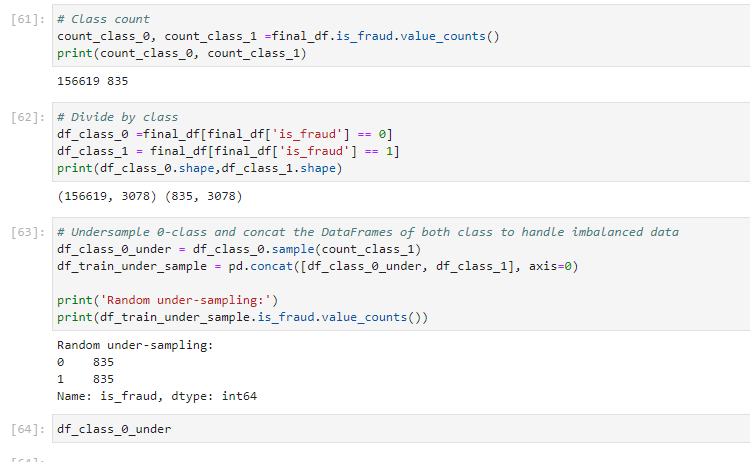 [61]: # Class count
count_class_0, count_class_1 =final_df.is_fraud.value_counts()
print(count_class_0, count_class_1)
156619 835
[62]: # Divide by class
df_class_0 =final_df[final_df['is_fraud'] == 0]
df_class_1 = final_df[final_df['is_fraud'] == 1]
print(df_class_0.shape,df_class_1.shape)
(156619, 3078) (835, 3078)
[63]: # Undersample 0-class and concat the DataFrames of both class to handle imbalanced data
df_class_0_under = df_class_0.sample(count_class_1)
df_train_under_sample = pd.concat([df_class_0_under, df_class_1], axis=0)
print('Random under-sampling:')
print(df_train_under_sample.is_fraud.value_counts())
Random under-sampling:
0    835
1    835
Name: is_fraud, dtype: int64
[64]: df_class_0_under